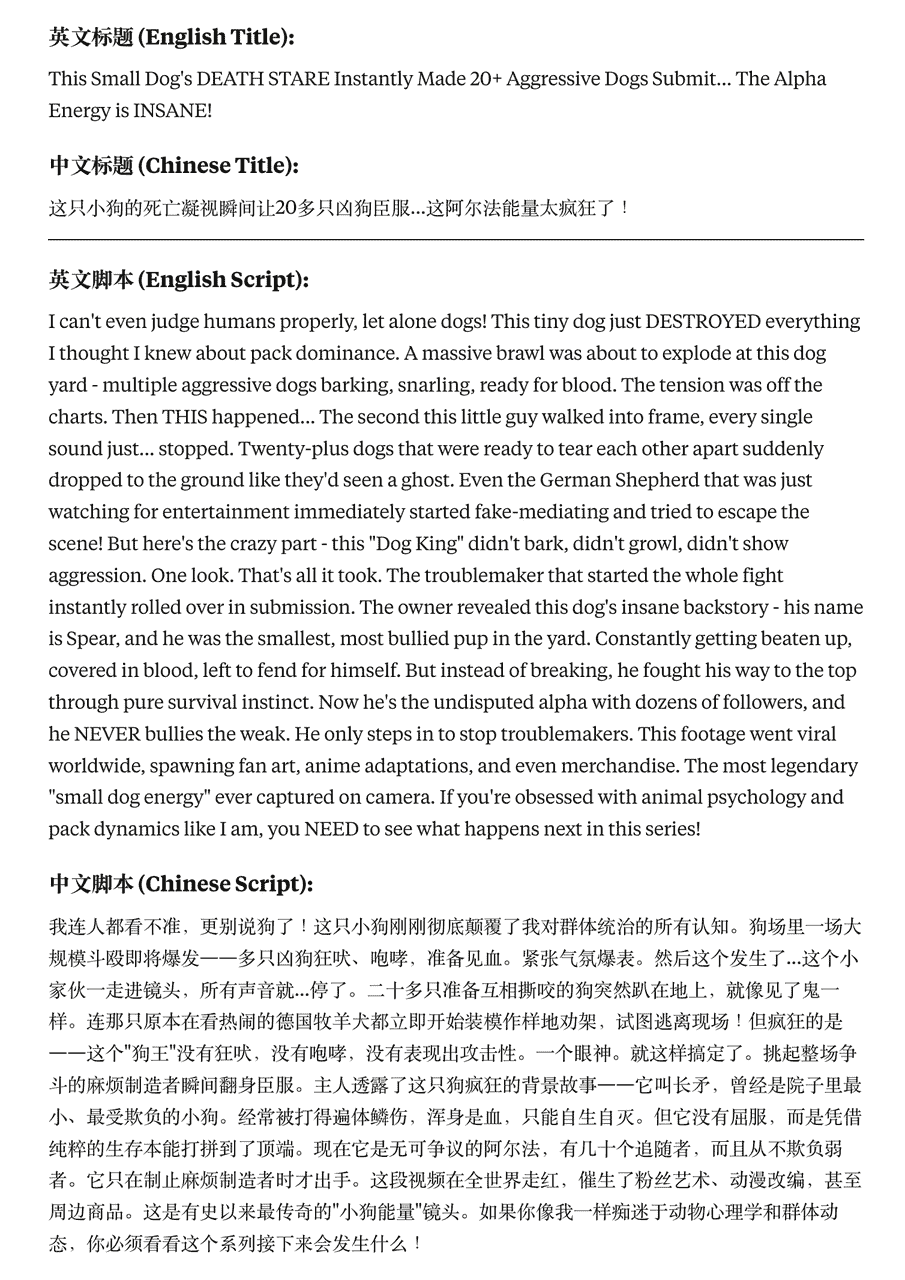 英文标题 (English Title):
This Small Dog's DEATH STARE Instantly Made 20+ Aggressive Dogs Submit... The Alpha
Energy is INSANE!
中文标题 (Chinese Title):
这只小狗的死亡凝视瞬间让20多只凶狗臣服...这阿尔法能量太疯狂了！
英文脚本 (English Script):
I can't even judge humans properly, let alone dogs! This tiny dog just DESTROYED everything
I thought I knew about pack dominance. A massive brawl was about to explode at this dog
yard - multiple aggressive dogs barking, snarling, ready for blood. The tension was off the
charts. Then THIS happened... The second this little guy walked into frame, every single
sound just... stopped. Twenty-plus dogs that were ready to tear each other apart suddenly
dropped to the ground like they'd seen a ghost. Even the German Shepherd that was just
watching for entertainment immediately started fake-mediating and tried to escape the
scene! But here's the crazy part - this "Dog King" didn't bark, didn't growl, didn't show
aggression. One look. That's all it took. The troublemaker that started the whole fight
instantly rolled over in submission. The owner revealed this dog's insane backstory - his name
is Spear, and he was the smallest, most bullied pup in the yard. Constantly getting beaten up,
covered in blood, left to fend for himself. But instead of breaking, he fought his way to the top
through pure survival instinct. Now he's the undisputed alpha with dozens of followers, and
he NEVER bullies the weak. He only steps in to stop troublemakers. This footage went viral
worldwide, spawning fan art, anime adaptations, and even merchandise. The most legendary
"small dog energy" ever captured on camera. If you're obsessed with animal psychology and
pack dynamics like I am, you NEED to see what happens next in this series!
中文脚本 (Chinese Script):
我连人都看不准，更别说狗了！这只小狗刚刚彻底颠覆了我对群体统治的所有认知。狗场里一场大
规模斗殴即将爆发——多只凶狗狂吠、咆哮，准备见血。紧张气氛爆表。然后这个发生了...这个小
家伙一走进镜头，所有声音就...停了。二十多只准备互相撕咬的狗突然趴在地上，就像见了鬼一
样。连那只原本在看热闹的德国牧羊犬都立即开始装模作样地劝架，试图逃离现场！但疯狂的是
——这个"狗王"没有狂吠，没有咆哮，没有表现出攻击性。一个眼神。就这样搞定了。挑起整场争
斗的麻烦制造者瞬间翻身臣服。主人透露了这只狗疯狂的背景故事——它叫长矛，曾经是院子里最
小、最受欺负的小狗。经常被打得遍体鳞伤，浑身是血，只能自生自灭。但它没有屈服，而是凭借
纯粹的生存本能打拼到了顶端。现在它是无可争议的阿尔法，有几十个追随者，而且从不欺负弱
者。它只在制止麻烦制造者时才出手。这段视频在全世界走红，催生了粉丝艺术、动漫改编，甚至
周边商品。这是有史以来最传奇的"小狗能量"镜头。如果你像我一样痴迷于动物心理学和群体动
态，你必须看看这个系列接下来会发生什么！